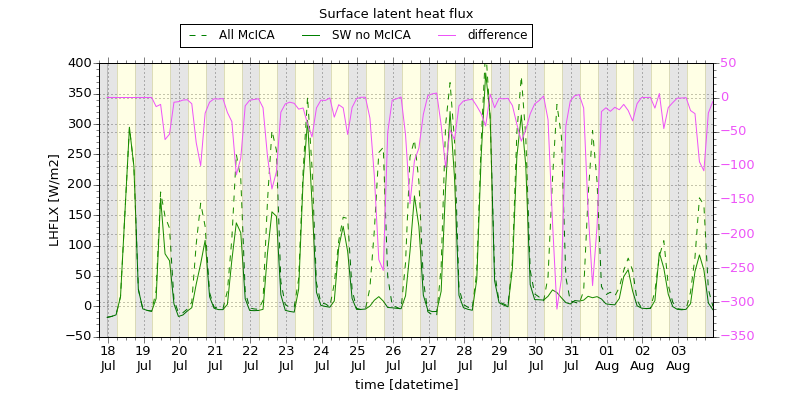 Surface latent heat flux
All McICA SW no McICA difference
400 350 300 250 200 150 100 50 0 −50
LHFLX [W/m2]
50 0 −50 −100 −150 −200 −250 −300 −350
18 19 20 21 22 23 24 25 26 27 28 29 30 31 01 02 03
Jul Jul Jul Jul Jul Jul Jul Jul Jul Jul Jul Jul Jul Jul Aug Aug Aug
time [datetime]